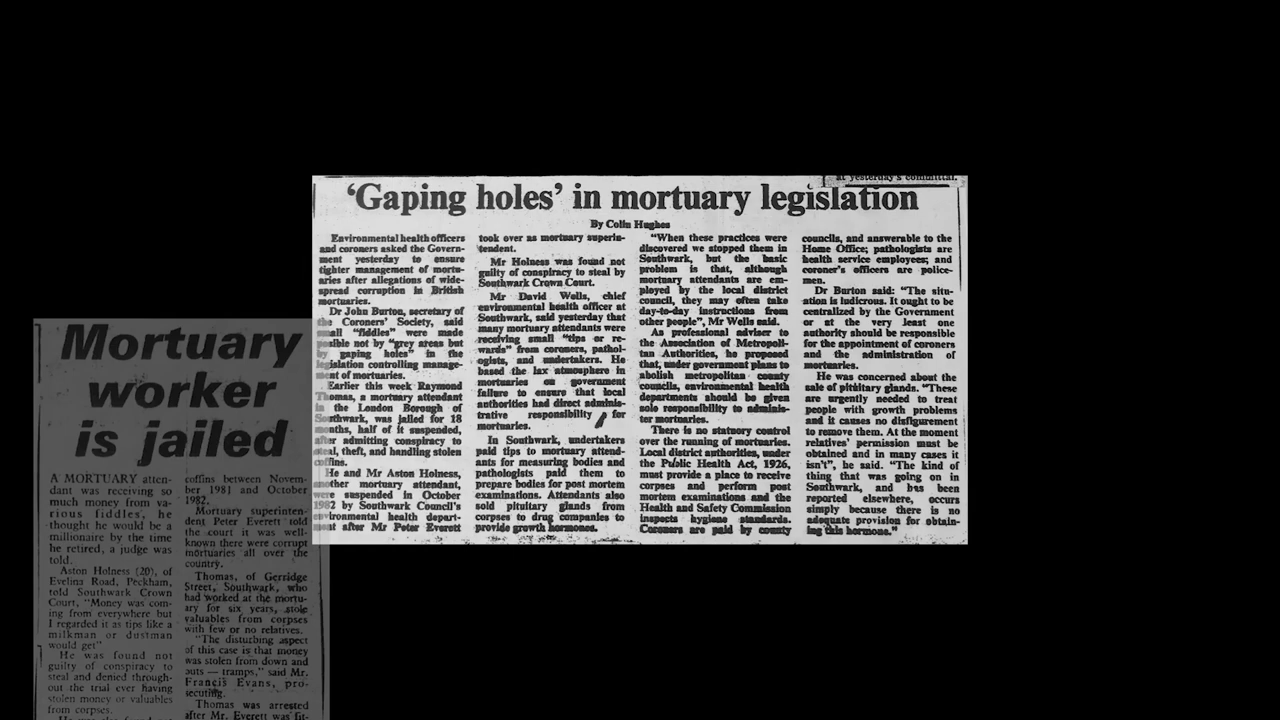 at yesterday's committal.
'Gaping holes' in mortuary legislation
By Colin Hughes
Environmental health officers
and coroners asked the Govern-
ment yesterday to ensure
tighter management of mortu-
aries after allegations of wide-
spread corruption in British
mortuaries.
Dr John Burton, secretary of
the Coroners' Society, said
small "fiddles" were made
possible not by "grey areas but
by gaping holes" in the
legislation controlling manage-
ment of mortuaries.
Earlier this week Raymond
Thomas, a mortuary attendant
in the London Borough of
Southwark, was jailed for 18
months, half of it suspended,
after admitting conspiracy to
steal, theft, and handling stolen
coffins.
He and Mr Aston Holness,
another mortuary attendant,
were suspended in October
1982 by Southwark Council's
environmental health depart-
ment after Mr Peter Everett
took over as mortuary superin-
tendent.
Mr Holness was found not
guilty of conspiracy to steal by
Southwark Crown Court.
Mr David Wells, chief
environmental health officer at
Southwark, said yesterday that
many mortuary attendants were
receiving small "tips or re-
wards" from coroners, pathol-
ogists, and undertakers. He
based the lax atmosphere in
mortuaries on government
failure to ensure that local
authorities had direct adminis-
trative responsibility for
mortuaries.
In Southwark, undertakers
paid tips to mortuary attend-
ants for measuring bodies and
pathologists paid them to
prepare bodies for post mortem
examinations. Attendants also
sold pituitary glands from
corpses to drug companies to
provide growth hormones.
"When these practices were
discovered we stopped them in
Southwark, but the basic
problem is that, although
mortuary attendants are em-
ployed by the local district
council, they may often take
day-to-day instructions from
other people", Mr Wells said.
As professional adviser to
the Association of Metropoli-
tan Authorities, he proposed
that, under government plans to
abolish metropolitan county
councils, environmental health
departments should be given
solo responsibility to adminis-
ter mortuaries.
There is no statuory control
over the running of mortuaries.
Local district authorities, under
the Public Health Act, 1926,
must provide a place to receive
corpses and perform post
mortem examinations and the
Health and Safety Commission
inspects hygiene standards.
Coroners are paid by county
councils, and answerable to the
Home Office; pathologists are
health service employees; and
coroner's officers are police-
men.
Dr Burton said: "The situ-
ation is ludicrous. It ought to be
centralized by the Government
or at the very least one
authority should be responsible
for the appointment of coroners
and the administration of
mortuaries.
He was concerned about the
sale of pituitary glands. "These
are urgently needed to treat
people with growth problems
and it causes no disfigurement
to remove them. At the moment
relatives' permission must be
obtained and in many cases it
isn't", he said. "The kind of
thing that was going on in
Southwark, and has been
reported elsewhere, occurs
simply because there is no
adequate provision for obtain-
ing this hormone."
Mortuary
worker
is jailed
A MORTUARY atten-
dant was receiving so
much money from va-
rious fiddles, he
thought he would be a
millionaire by the time
he retired, a judge was
told.
Aston Holness (20), of
Evelina Road, Peckham,
told Southwark Crown
Court, "Money was com-
ing from everywhere but
I regarded it as tips like a
milkman or dustman
would get"
He was found not
guilty of conspiracy to
steal and denied through-
out the trial ever having
stolen money or valuables
from corpses.
coffins between Novem-
ber 1981 and October
1982.
Mortuary superinten-
dent Peter Everett told
the court it was well-
known there were corrupt
mortuaries all over the
country.
Thomas, of Gerridge
Street, Southwark, who
had worked at the mortu-
ary for six years, stole
valuables from corpses
with few or no relatives.
"The disturbing aspect
of this case is that money
was stolen from down and
outs — tramps," said Mr.
Francis Evans, pro-
secuting.
Thomas was arrested
after Mr. Everett was fit-